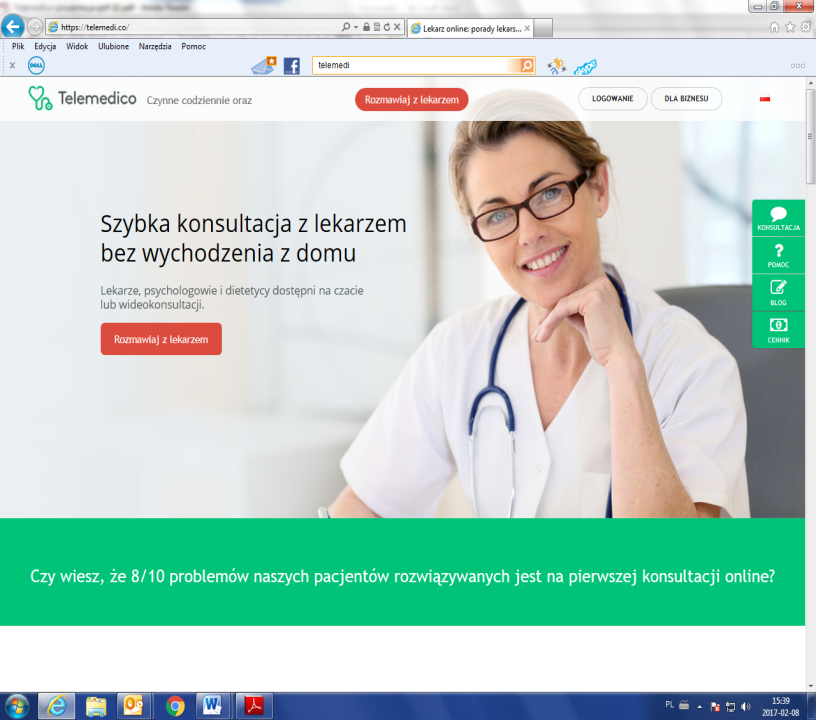 https://telemedi.co/
Lekarz online: porady lekars...
Plik Edycja Widok Ulubione Narzędzia Pomoc
DELL
telemedi
Telemedico Czynne codziennie oraz
Rozmawiaj z lekarzem
LOGOWANIE
DLA BIZNESU
Szybka konsultacja z lekarzem
bez wychodzenia z domu
Lekarze, psychologowie i dietetycy dostępni na czacie
lub wideokonsultacji.
Rozmawiaj z lekarzem
KONSULTACJA
POMOC
BLOG
CENNIK
Czy wiesz, że 8/10 problemów naszych pacjentów rozwiązywanych jest na pierwszej konsultacji online?
PL
15:39
2017-02-08